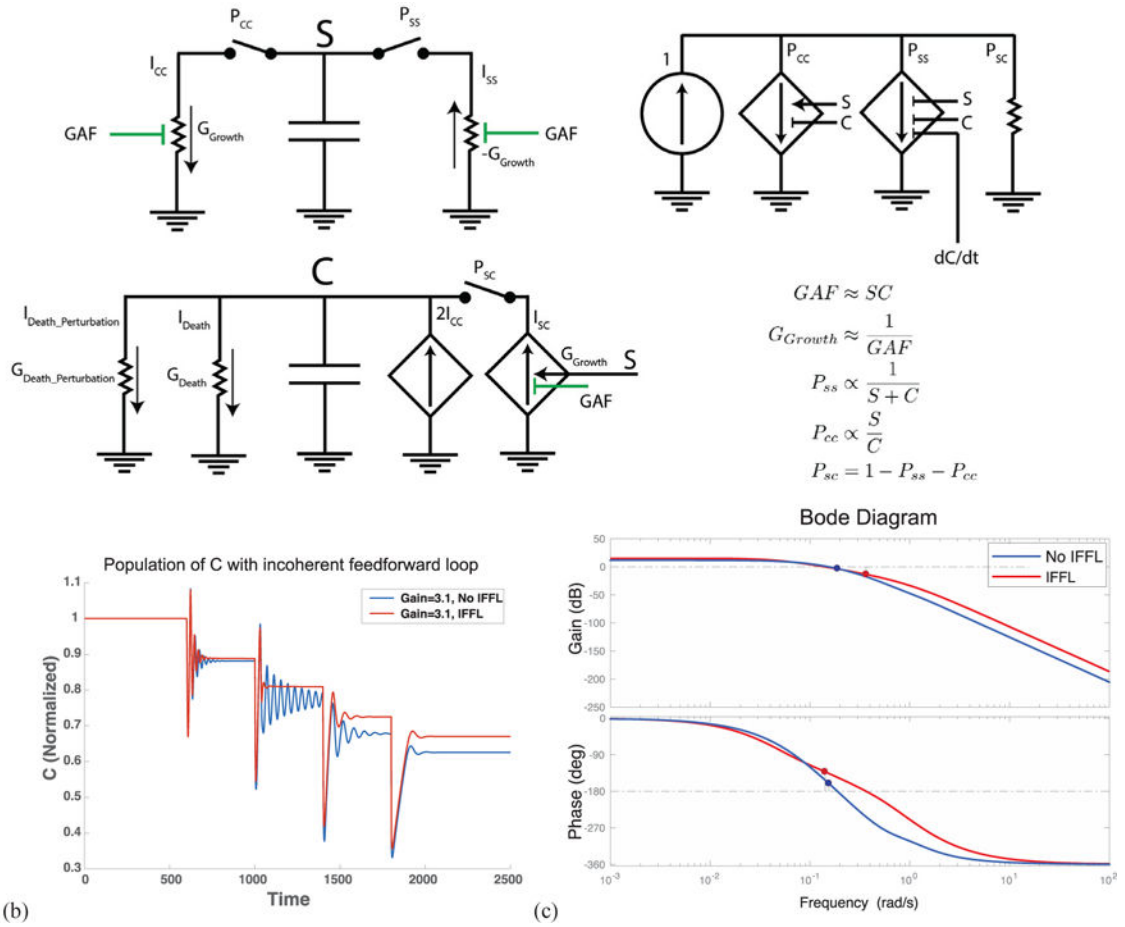 P_CC
S
P_SS
I_CC
I_SS
GAF
G_Growth
-G_Growth
GAF
1
P_CC
P_SS
P_SC
S
C
S
C
dC/dt
C
P_SC
I_Death_Perturbation
I_Death
2I_CC
I_SC
G_Death_Perturbation
G_Death
G_Growth
S
GAF
GAF ≈ SC
G_Growth ≈ 1/GAF
P_ss ∝ 1/(S + C)
P_cc ∝ S/C
P_sc = 1 − P_ss − P_cc
Population of C with incoherent feedforward loop
Gain=3.1, No IFFL
Gain=3.1, IFFL
C (Normalized)
1.1
1
0.9
0.8
0.7
0.6
0.5
0.4
0.3
0
500
1000
1500
2000
2500
Time
(b)
Bode Diagram
No IFFL
IFFL
Gain (dB)
50
0
-50
-100
-150
-200
-250
Phase (deg)
0
-90
-180
-270
-360
10^-3
10^-2
10^-1
10^0
10^1
10^2
Frequency (rad/s)
(c)